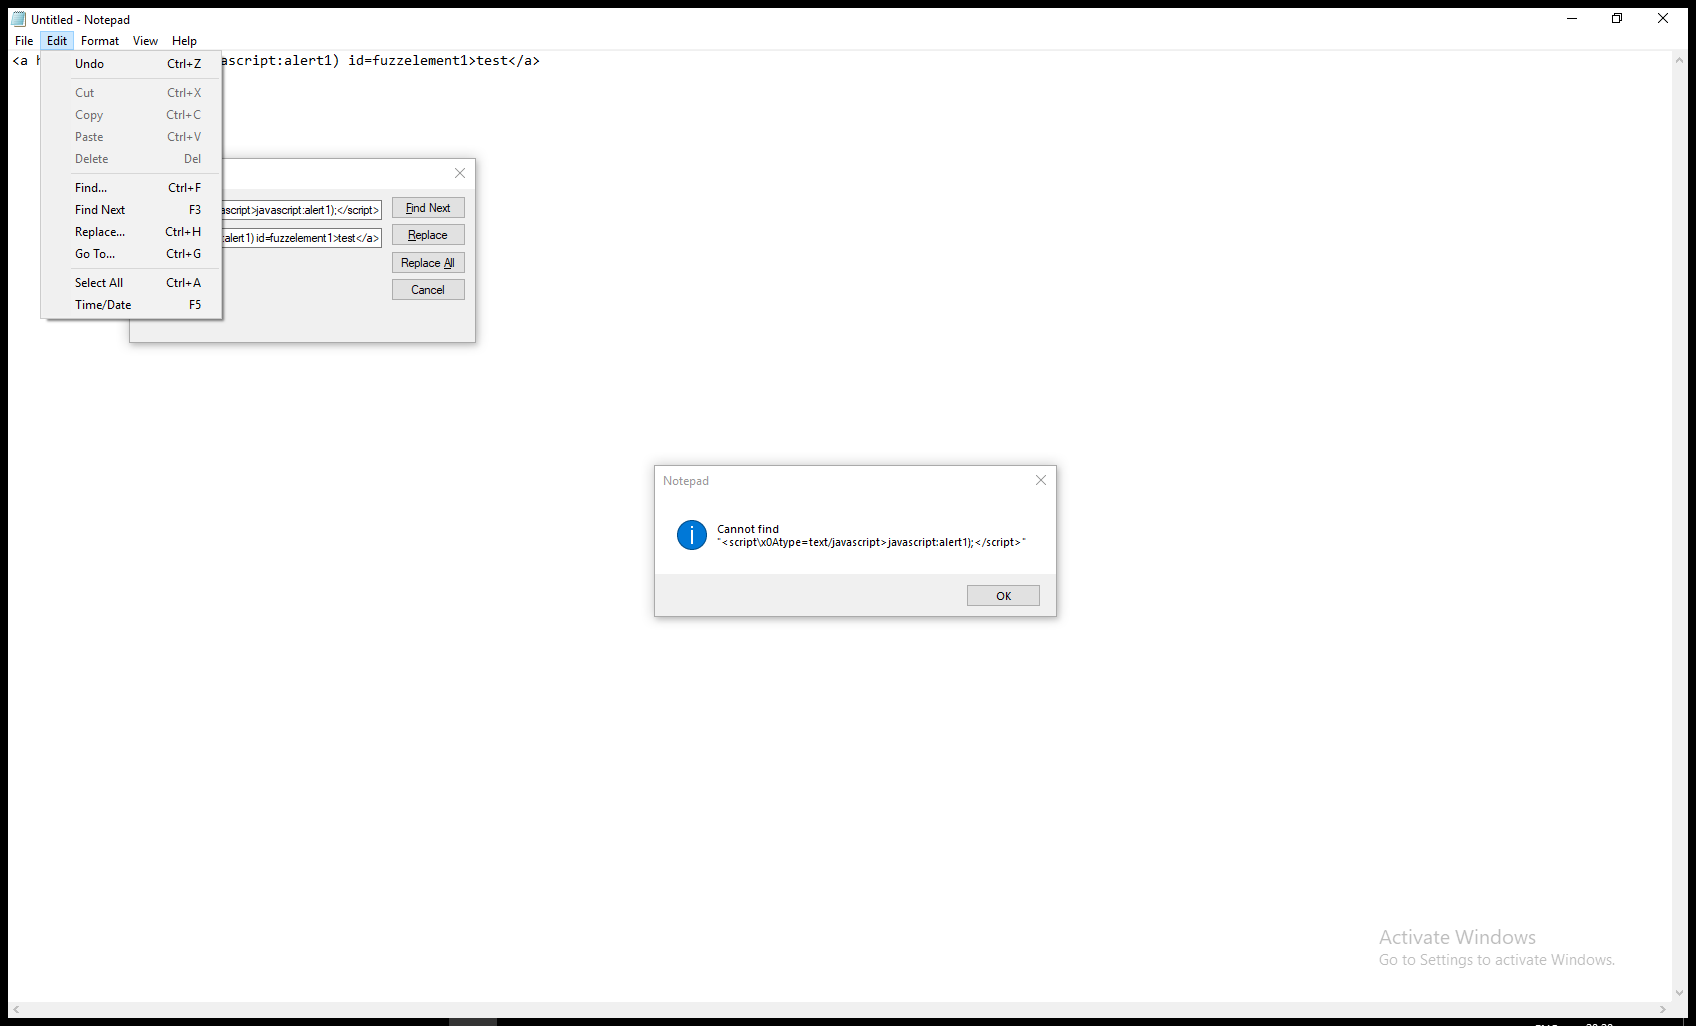 Untitled - Notepad
File Edit Format View Help
<a ascript:alert1) id=fuzzelement1>test</a>
Undo Ctrl+Z
Cut Ctrl+X
Copy Ctrl+C
Paste Ctrl+V
Delete Del
Find... Ctrl+F
Find Next F3
Replace... Ctrl+H
Go To... Ctrl+G
Select All Ctrl+A
Time/Date F5
ascript>javascript:alert1);</script>
Find Next
:alert1) id=fuzzelement1>test</a>
Replace
Replace All
Cancel
Notepad
Cannot find
"<script\x0Atype=text/javascript>javascript:alert1);</script>"
OK
Activate Windows
Go to Settings to activate Windows.